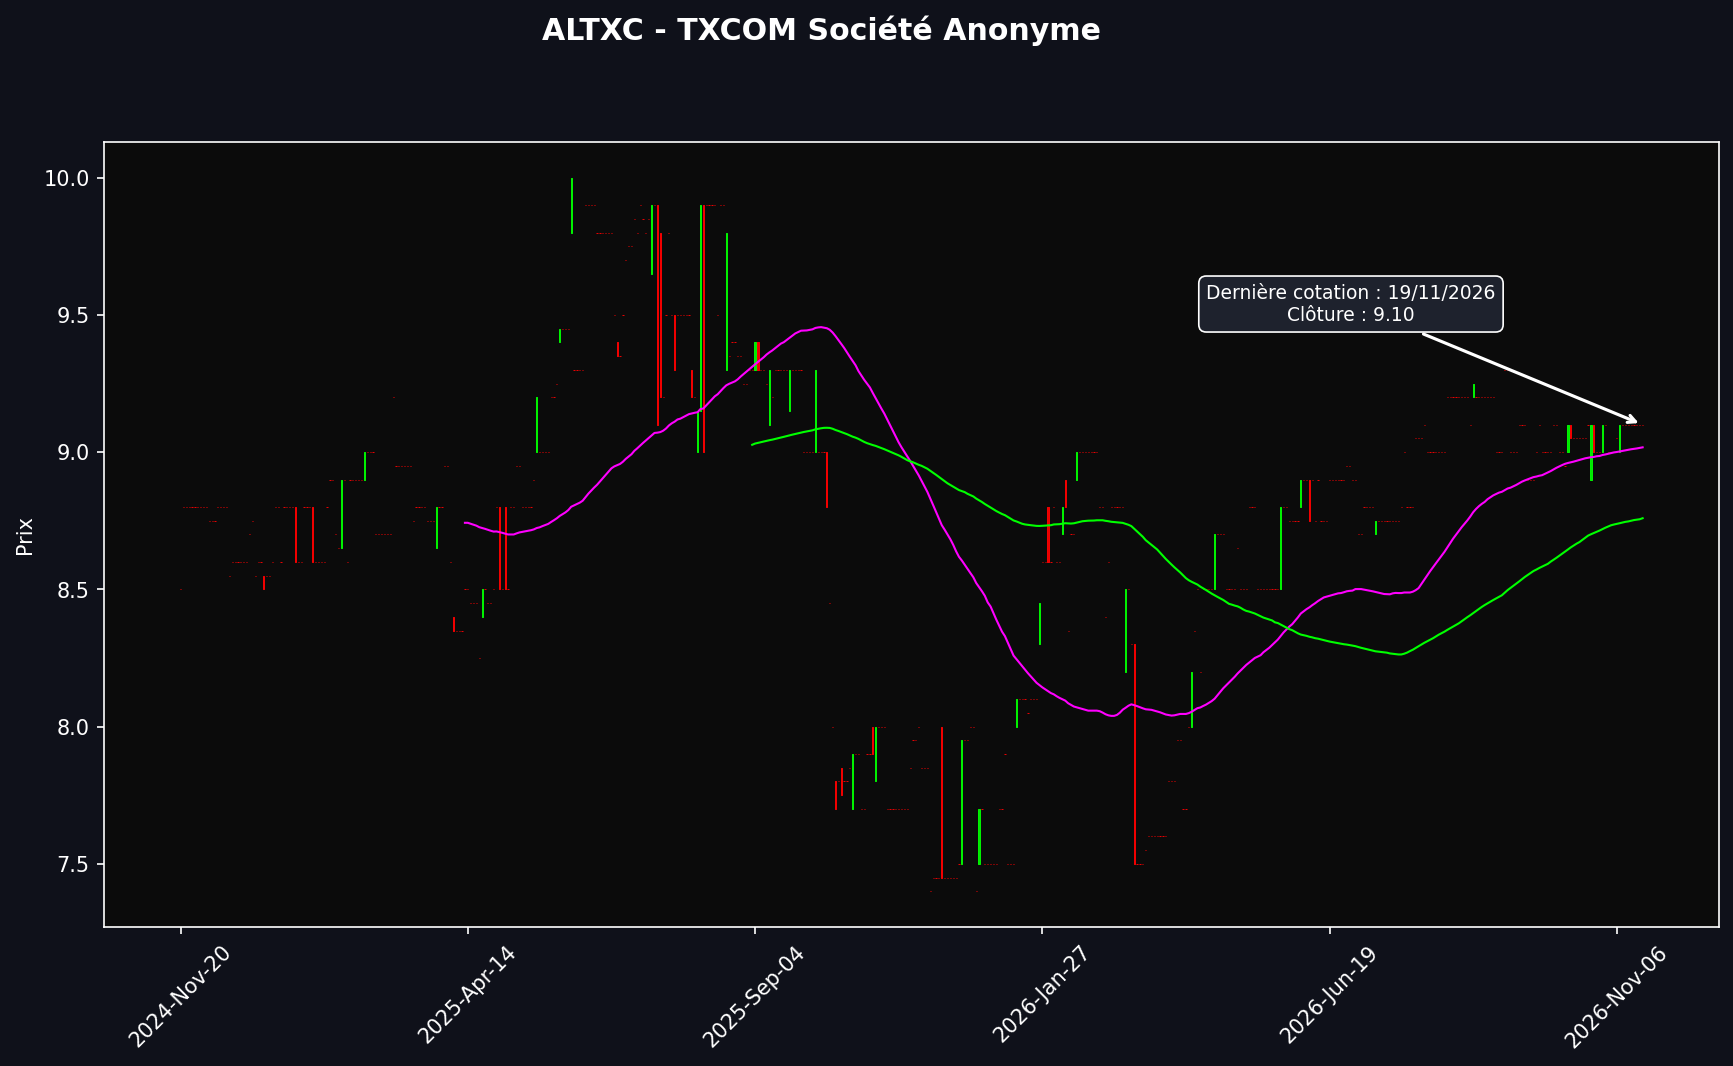 ALTXC - TXCOM Société Anonyme
Dernière cotation : 19/11/2026
Clôture : 9.10
Prix
10.0
9.5
9.0
8.5
8.0
7.5
2024-Nov-20
2025-Apr-14
2025-Sep-04
2026-Jan-27
2026-Jun-19
2026-Nov-06